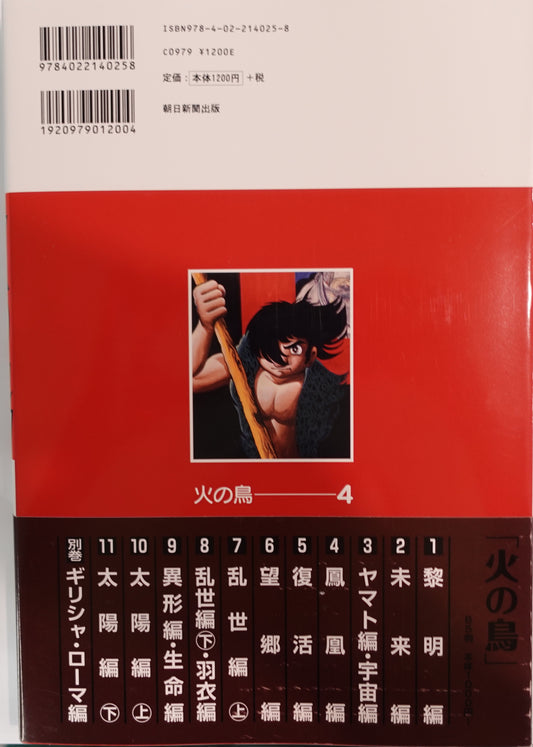 ISBN978-4-02-214025-8
C0979 ¥1200E
定価：本体1200円＋税
朝日新聞出版
9784022140258
1920979012004
火の鳥————4
「火の鳥」
1 黎明編
2 未来編
3 ヤマト編・宇宙編
4 鳳凰編
5 復活編
6 望郷編
7 乱世編㊤
8 乱世編㊦・羽衣編
9 異形編・生命編
10 太陽編㊤
11 太陽編㊦
別巻 ギリシャ・ローマ編